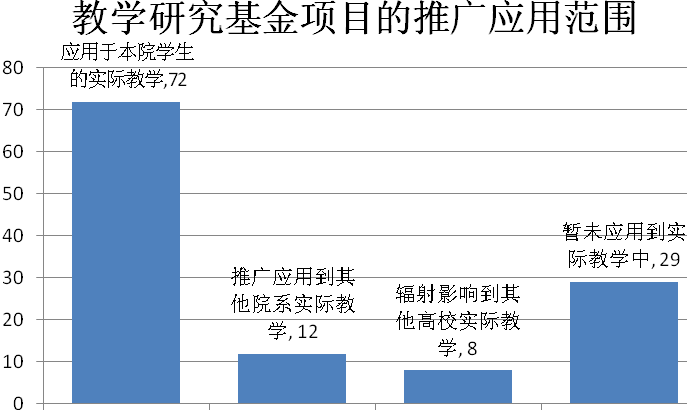 教学研究基金项目的推广应用范围
应用于本院学生
的实际教学,72
80
70
60
50
40
30
20
10
0
推广应用到其
他院系实际教
学, 12
辐射影响到其
他高校实际教
学, 8
暂未应用到实
际教学中, 29